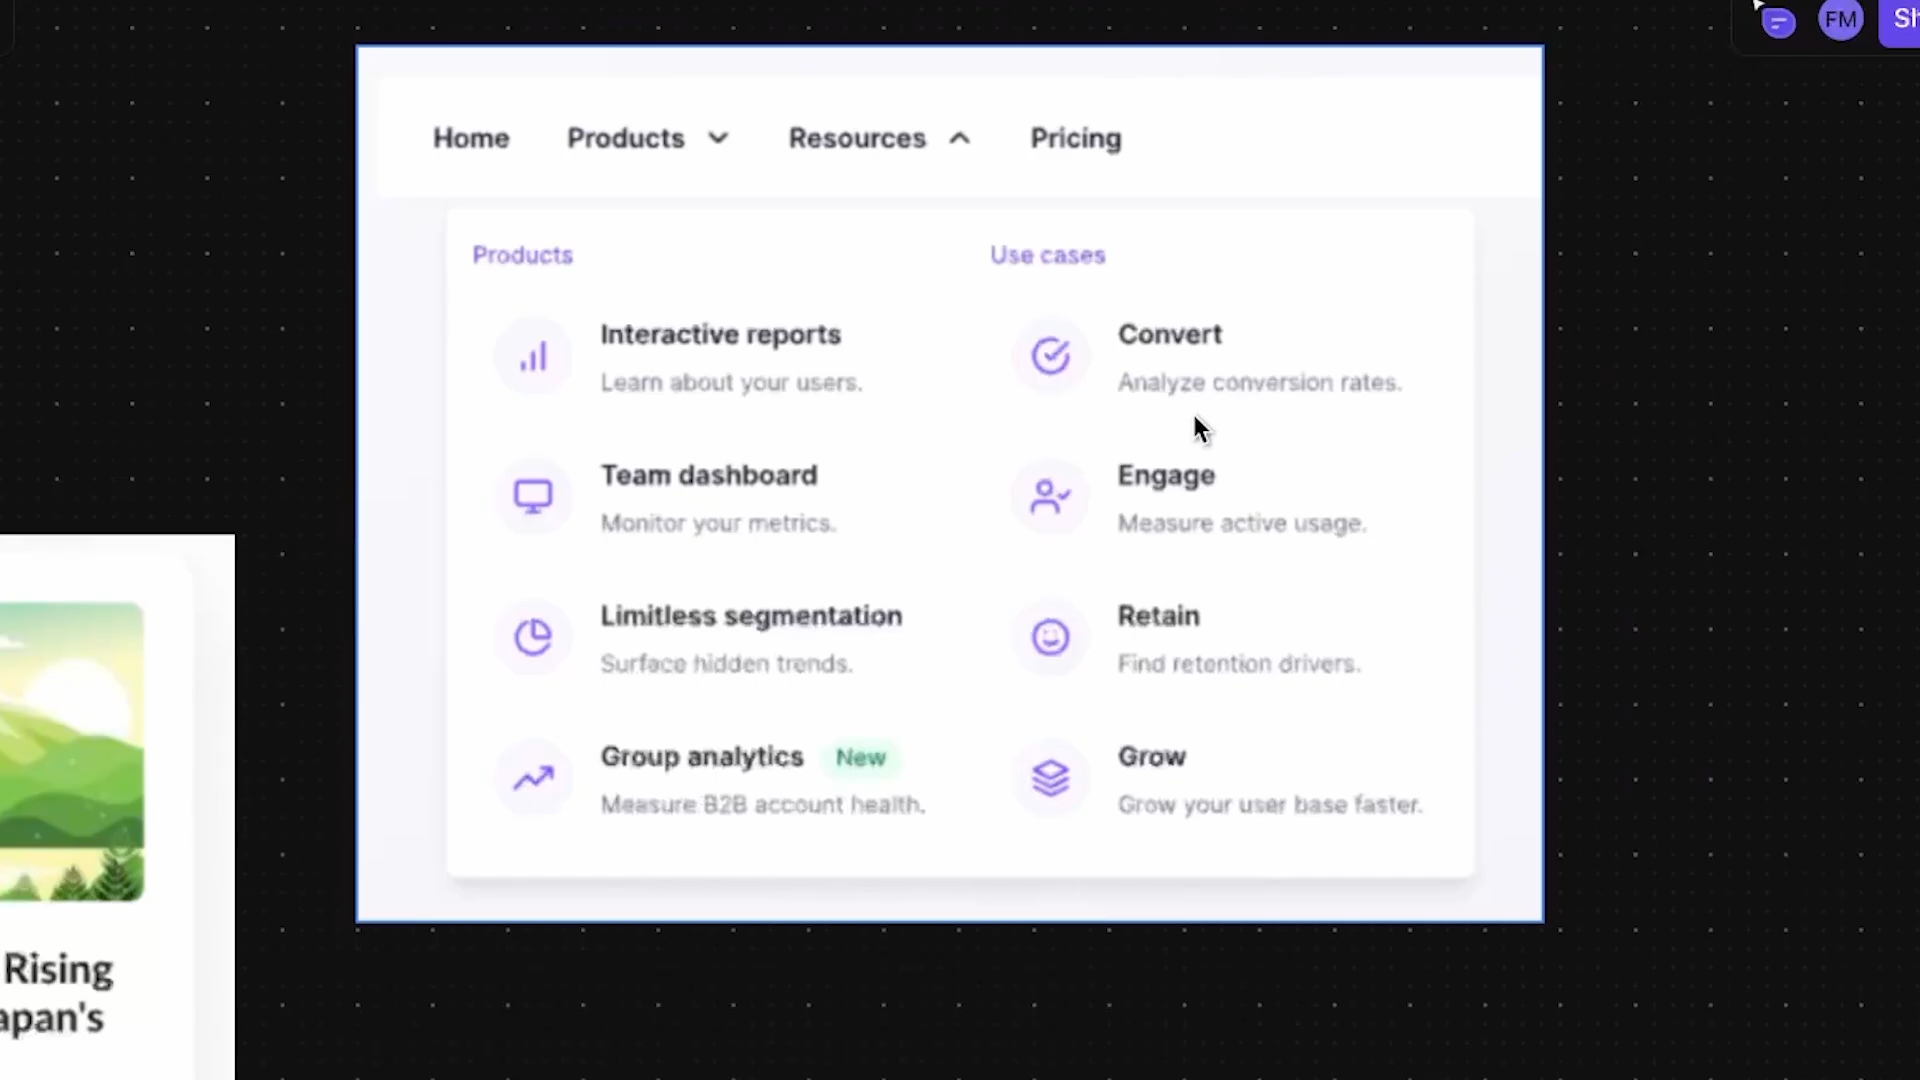 FM
Home Products Resources Pricing
Products
Interactive reports
Learn about your users.
Team dashboard
Monitor your metrics.
Limitless segmentation
Surface hidden trends.
Group analytics New
Measure B2B account health.
Use cases
Convert
Analyze conversion rates.
Engage
Measure active usage.
Retain
Find retention drivers.
Grow
Grow your user base faster.
Rising
apan's